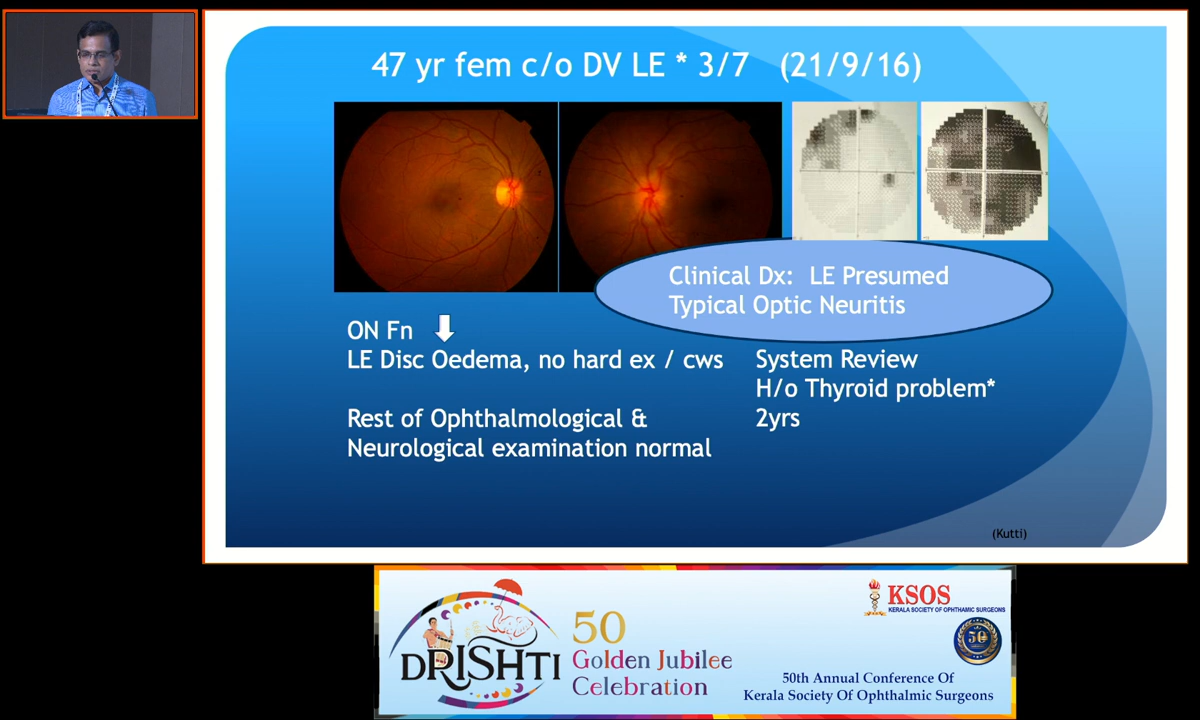 47 yr fem c/o DV LE * 3/7 (21/9/16)
Clinical Dx: LE Presumed
Typical Optic Neuritis
ON Fn
LE Disc Oedema, no hard ex / cws
Rest of Ophthalmological &
Neurological examination normal
System Review
H/o Thyroid problem*
2yrs
(Kutti)
DRISHTI
50
Golden Jubilee
Celebration
KSOS
KERALA SOCIETY OF OPHTHAMIC SURGEONS
50
50th Annual Conference Of
Kerala Society Of Ophthalmic Surgeons